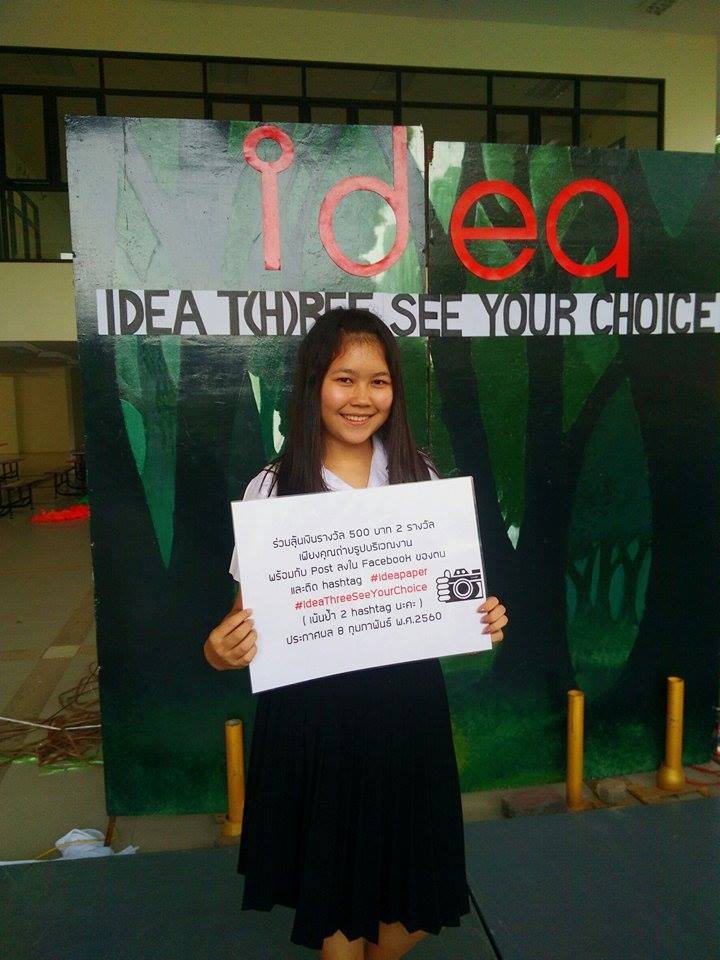 idea
IDEA T(H)REE SEE YOUR CHOICE
ร่วมลุ้นเงินรางวัล 500 บาท 2 รางวัล
เพียงคุณถ่ายรูปบริเวณงาน
พร้อมกับ Post ลงใน Facebook ของตน
และติด hashtag #Ideapaper
#IdeaThreeSeeYourChoice
( เน้นป้ำ 2 hashtag นะคะ )
ประกาศผล 8 กุมภาพันธ์ พ.ศ.2560